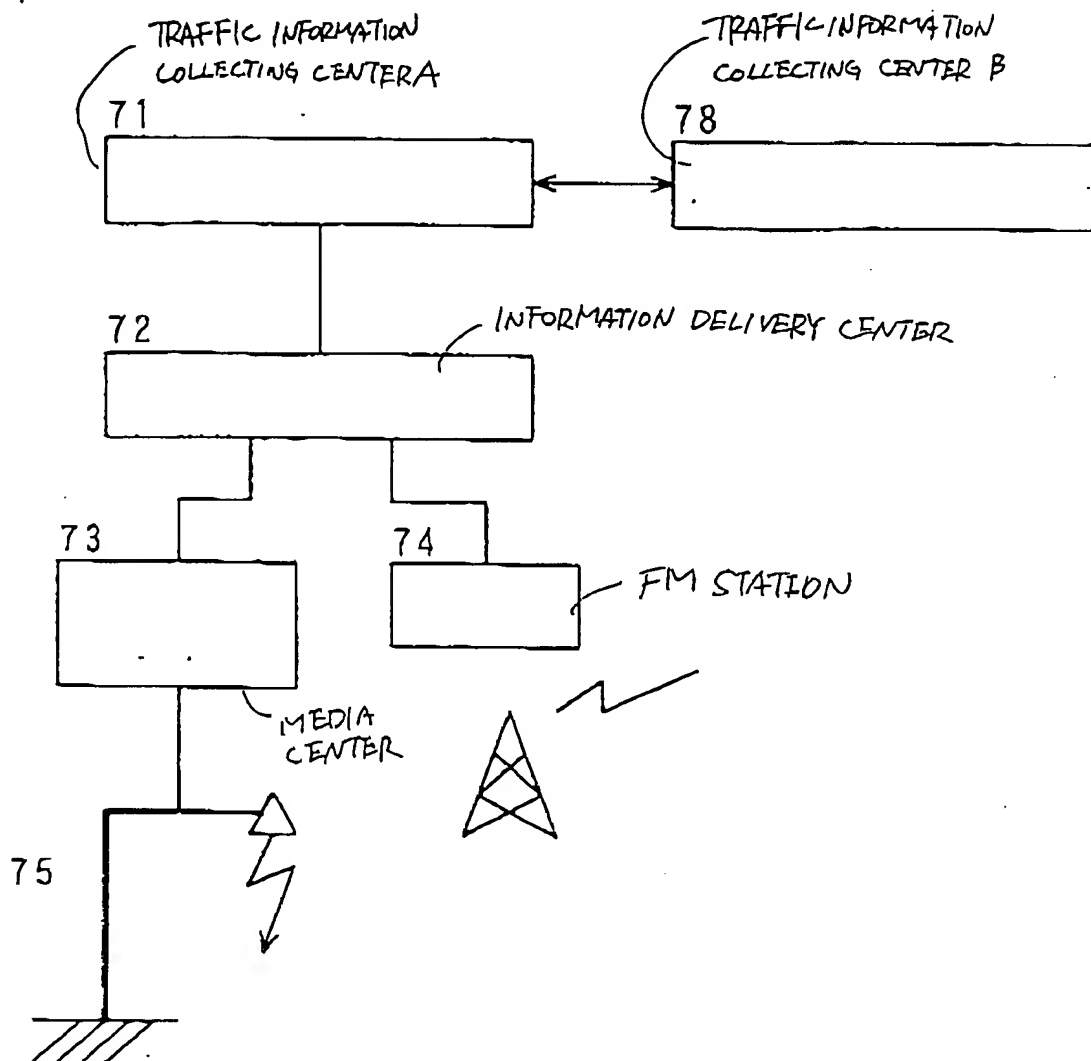 TRAFFIC INFORMATION
COLLECTING CENTER A
TRAFFIC INFORMATION
COLLECTING CENTER B
71
78
72
INFORMATION DELIVERY CENTER
73
74
FM STATION
MEDIA
CENTER
75